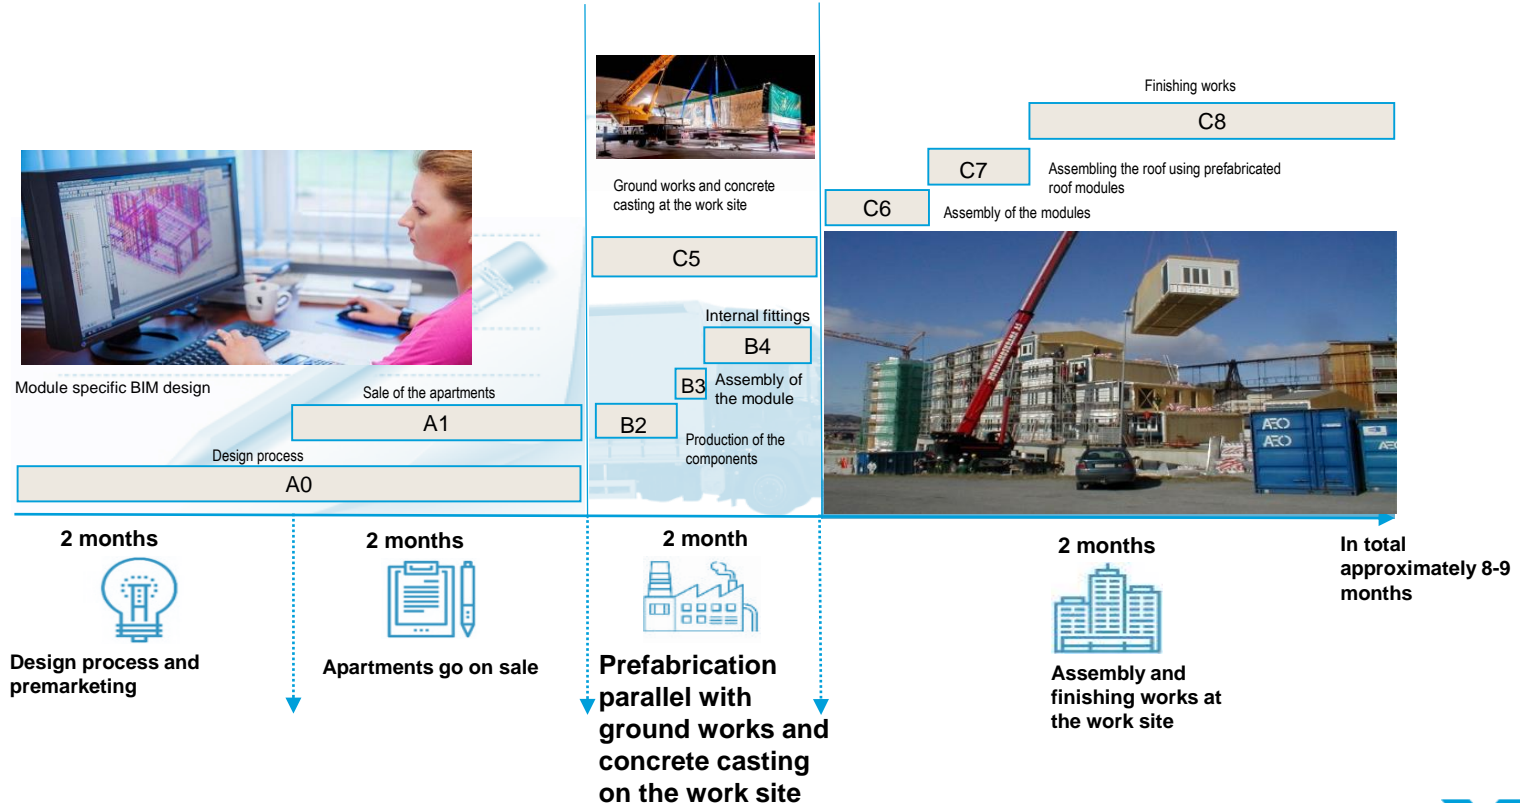 Finishing works
C8
C7
Assembling the roof using prefabricated
roof modules
C6
Assembly of the modules
Ground works and concrete
casting at the work site
C5
Internal fittings
B4
B3
Assembly of
the module
B2
Production of the
components
Module specific BIM design
Sale of the apartments
A1
Design process
A0
AEO
AEO
AEO
2 months
2 months
2 month
2 months
In total
approximately 8-9
months
Design process and
premarketing
Apartments go on sale
Prefabrication
parallel with
ground works and
concrete casting
on the work site
Assembly and
finishing works at
the work site